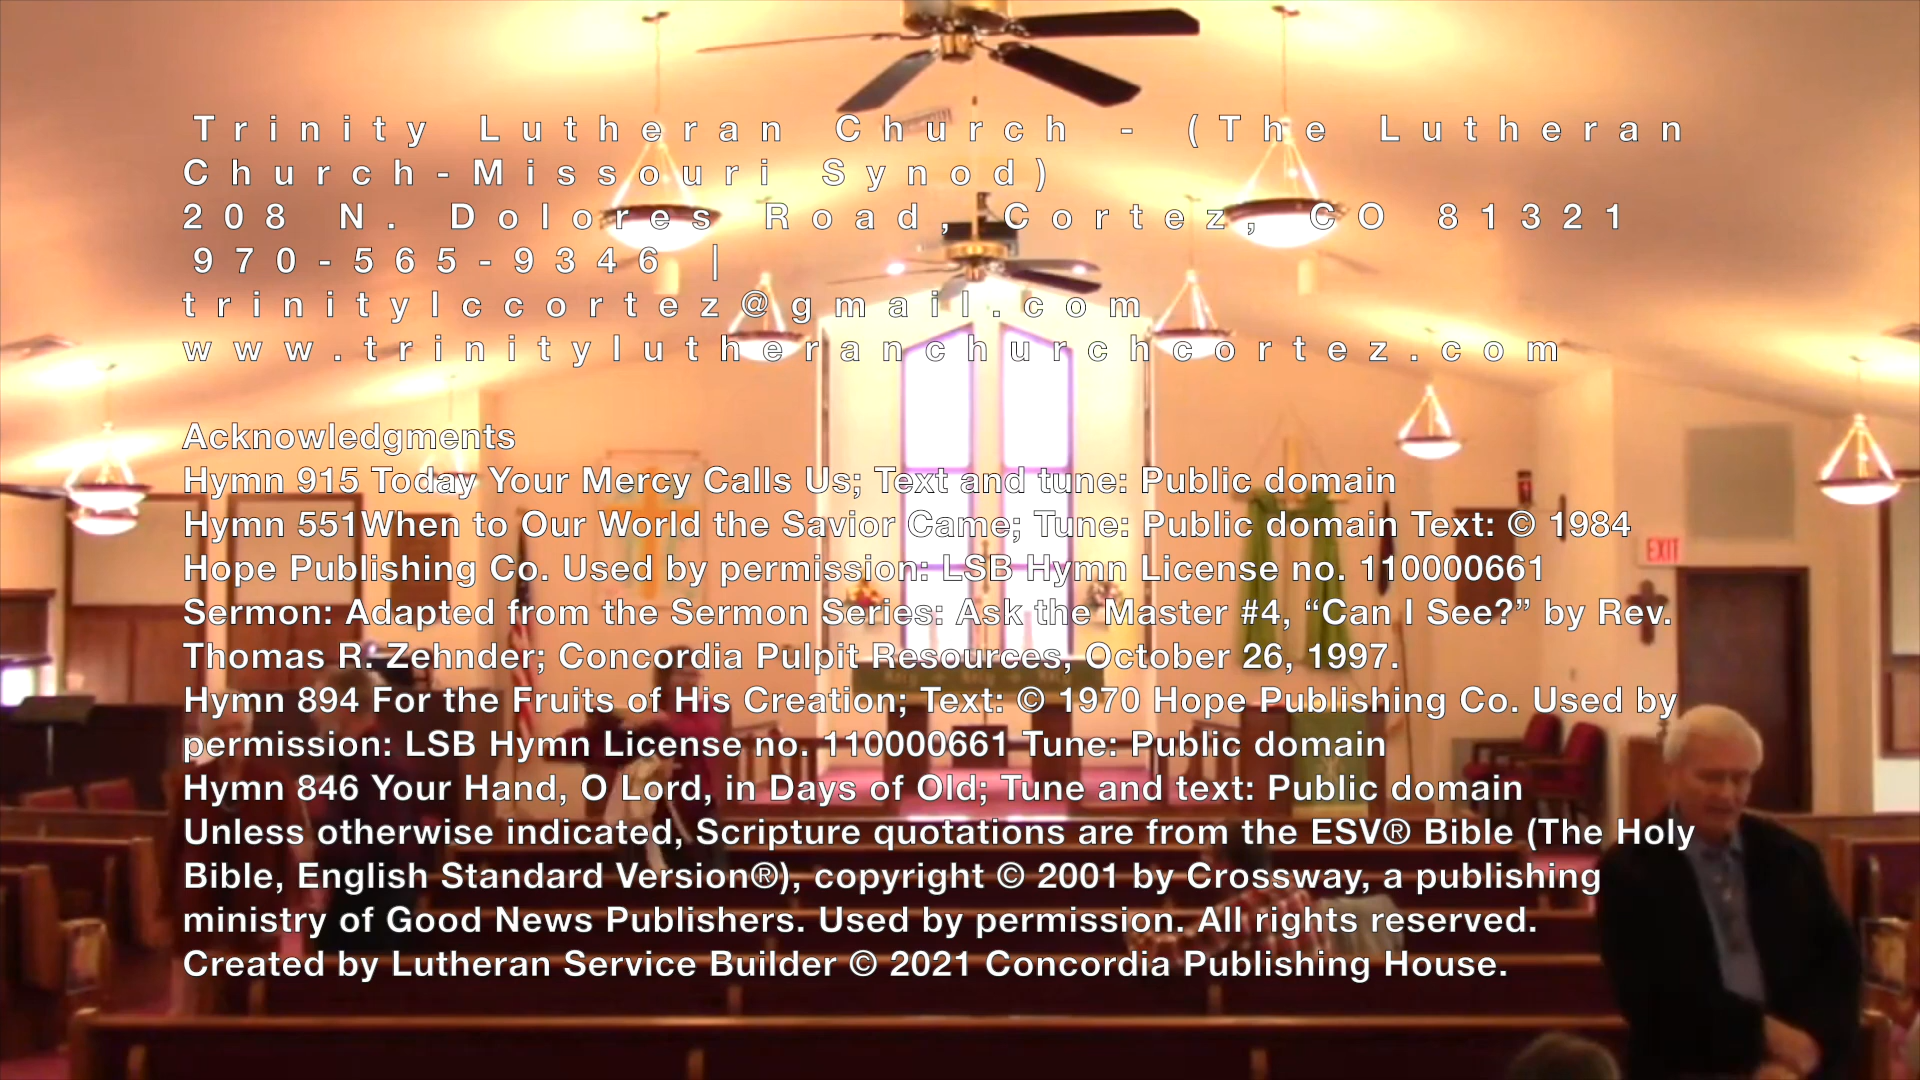 Trinity Lutheran Church - (The Lutheran
Church-Missouri Synod)
208 N. Dolores Road, Cortez, CO 81321
970-565-9346 |
trinitylccortez@gmail.com
www.trinitylutheranchurchcortez.com
Acknowledgments
Hymn 915 Today Your Mercy Calls Us; Text and tune: Public domain
Hymn 551When to Our World the Savior Came; Tune: Public domain Text: © 1984
Hope Publishing Co. Used by permission: LSB Hymn License no. 110000661
EXIT
Sermon: Adapted from the Sermon Series: Ask the Master #4, “Can I See?” by Rev.
Thomas R. Zehnder; Concordia Pulpit Resources, October 26, 1997.
Hymn 894 For the Fruits of His Creation; Text: © 1970 Hope Publishing Co. Used by
permission: LSB Hymn License no. 110000661 Tune: Public domain
Hymn 846 Your Hand, O Lord, in Days of Old; Tune and text: Public domain
Unless otherwise indicated, Scripture quotations are from the ESV® Bible (The Holy
Bible, English Standard Version®), copyright © 2001 by Crossway, a publishing
ministry of Good News Publishers. Used by permission. All rights reserved.
Created by Lutheran Service Builder © 2021 Concordia Publishing House.